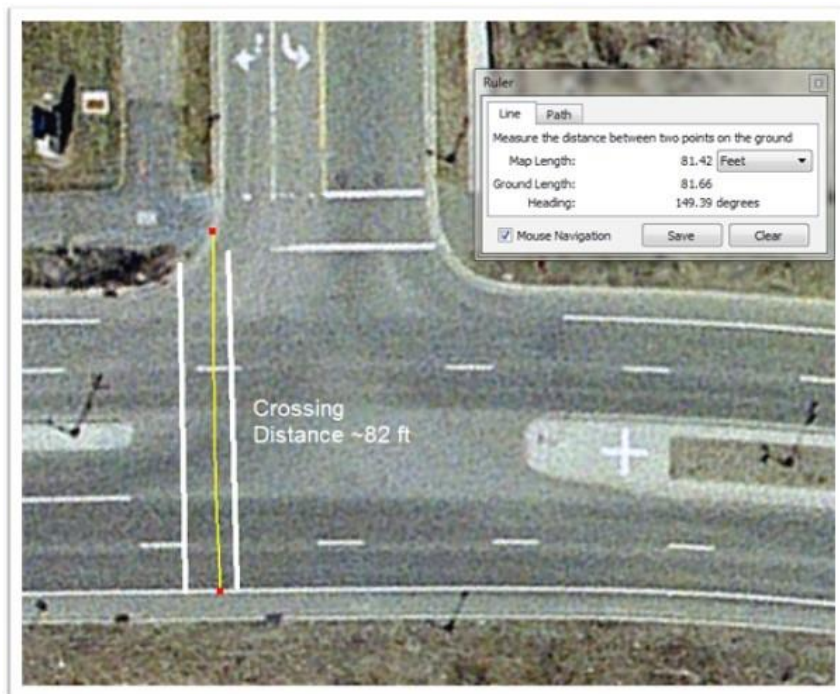 Ruler
Line Path
Measure the distance between two points on the ground
Map Length: 81.42 Feet
Ground Length: 81.66
Heading: 149.39 degrees
Mouse Navigation Save Clear
Crossing
Distance ~82 ft